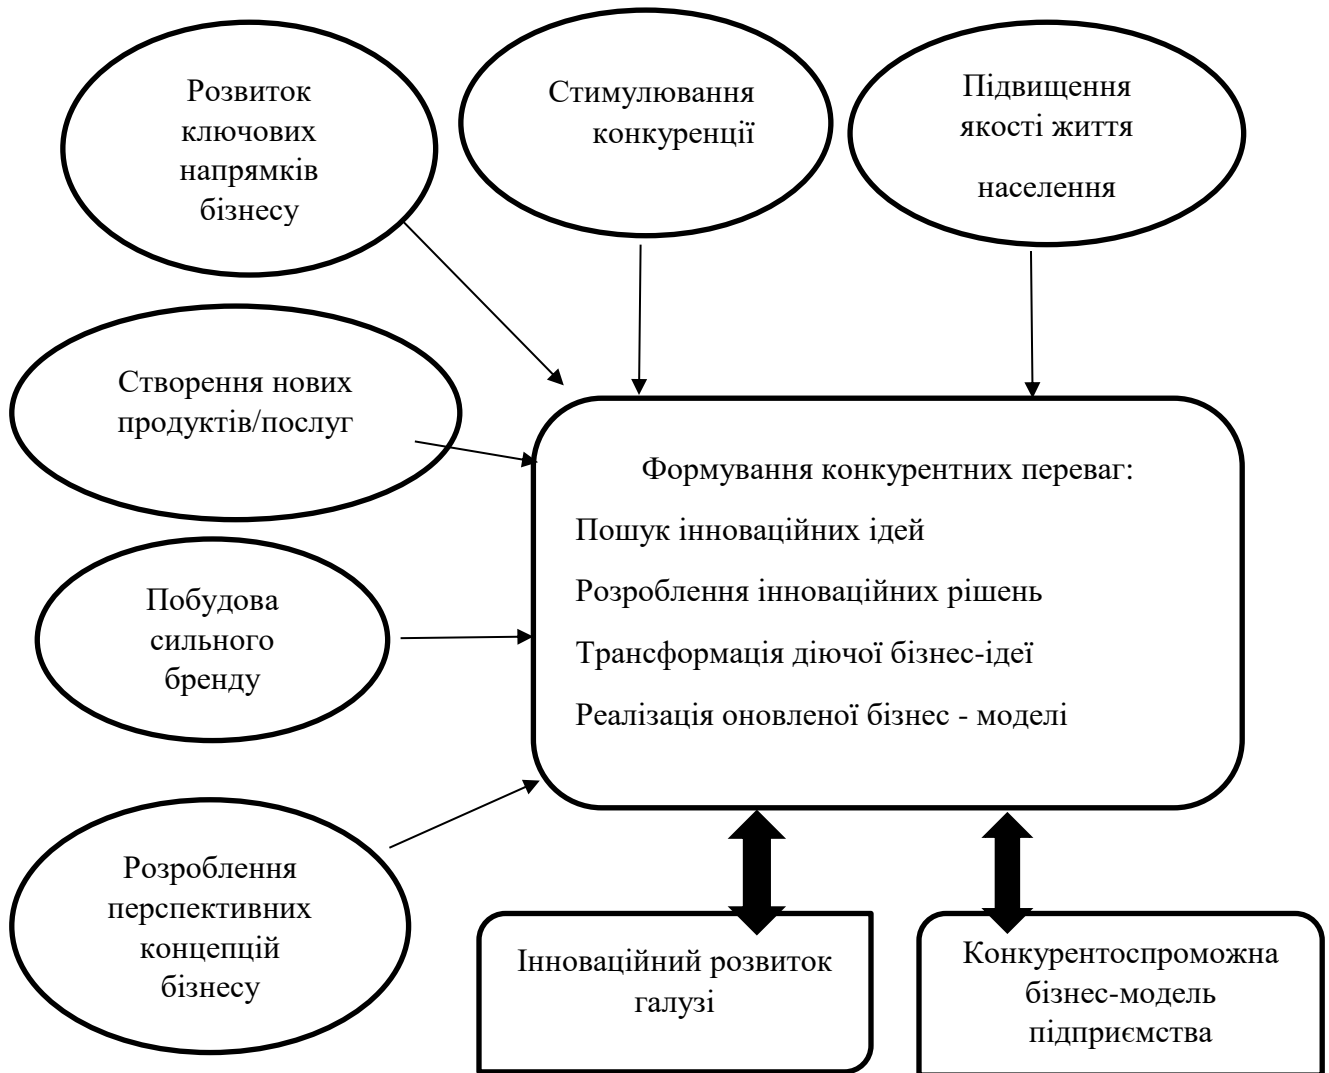 Розвиток
ключових
напрямків
бізнесу
Стимулювання
конкуренції
Підвищення
якості життя
населення
Створення нових
продуктів/послуг
Формування конкурентних переваг:
Пошук інноваційних ідей
Розроблення інноваційних рішень
Трансформація діючої бізнес-ідеї
Реалізація оновленої бізнес - моделі
Побудова
сильного
бренду
Розроблення
перспективних
концепцій
бізнесу
Інноваційний розвиток
галузі
Конкурентоспроможна
бізнес-модель
підприємства